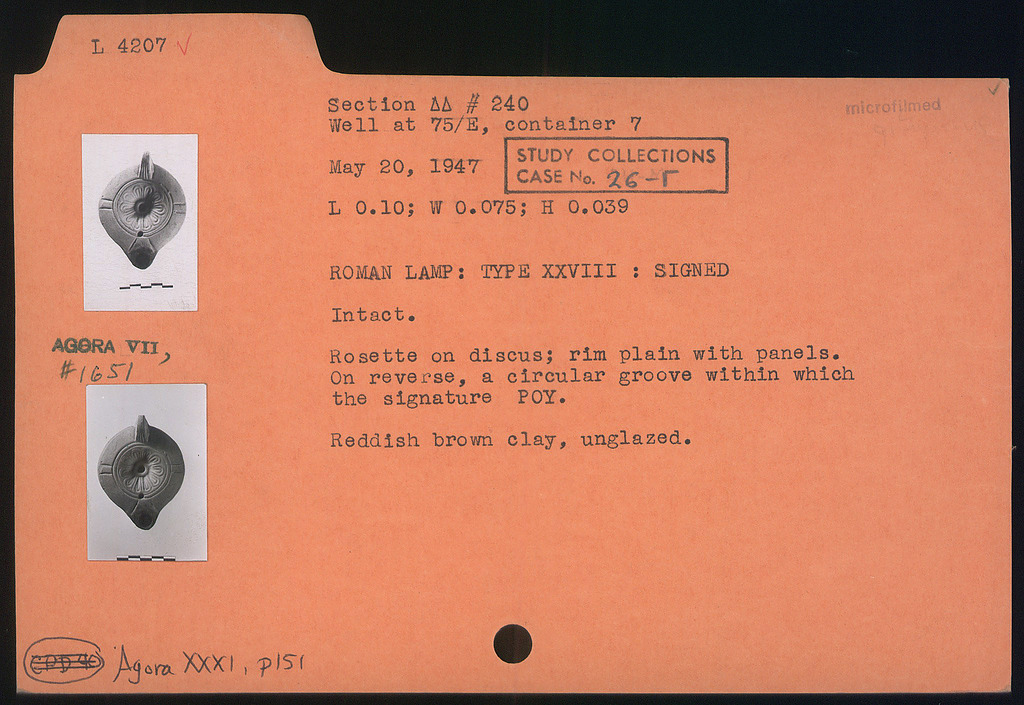 L 4207 ✓
microfilmed
Section ΔΔ # 240
Well at 75/E, container 7
May 20, 1947
STUDY COLLECTIONS
CASE No. 26-Γ
L 0.10; W 0.075; H 0.039
ROMAN LAMP: TYPE XXVIII : SIGNED
Intact.
AGORA VII,
#1651
Rosette on discus; rim plain with panels.
On reverse, a circular groove within which
the signature POY.
Reddish brown clay, unglazed.
Agora XXXI, p151